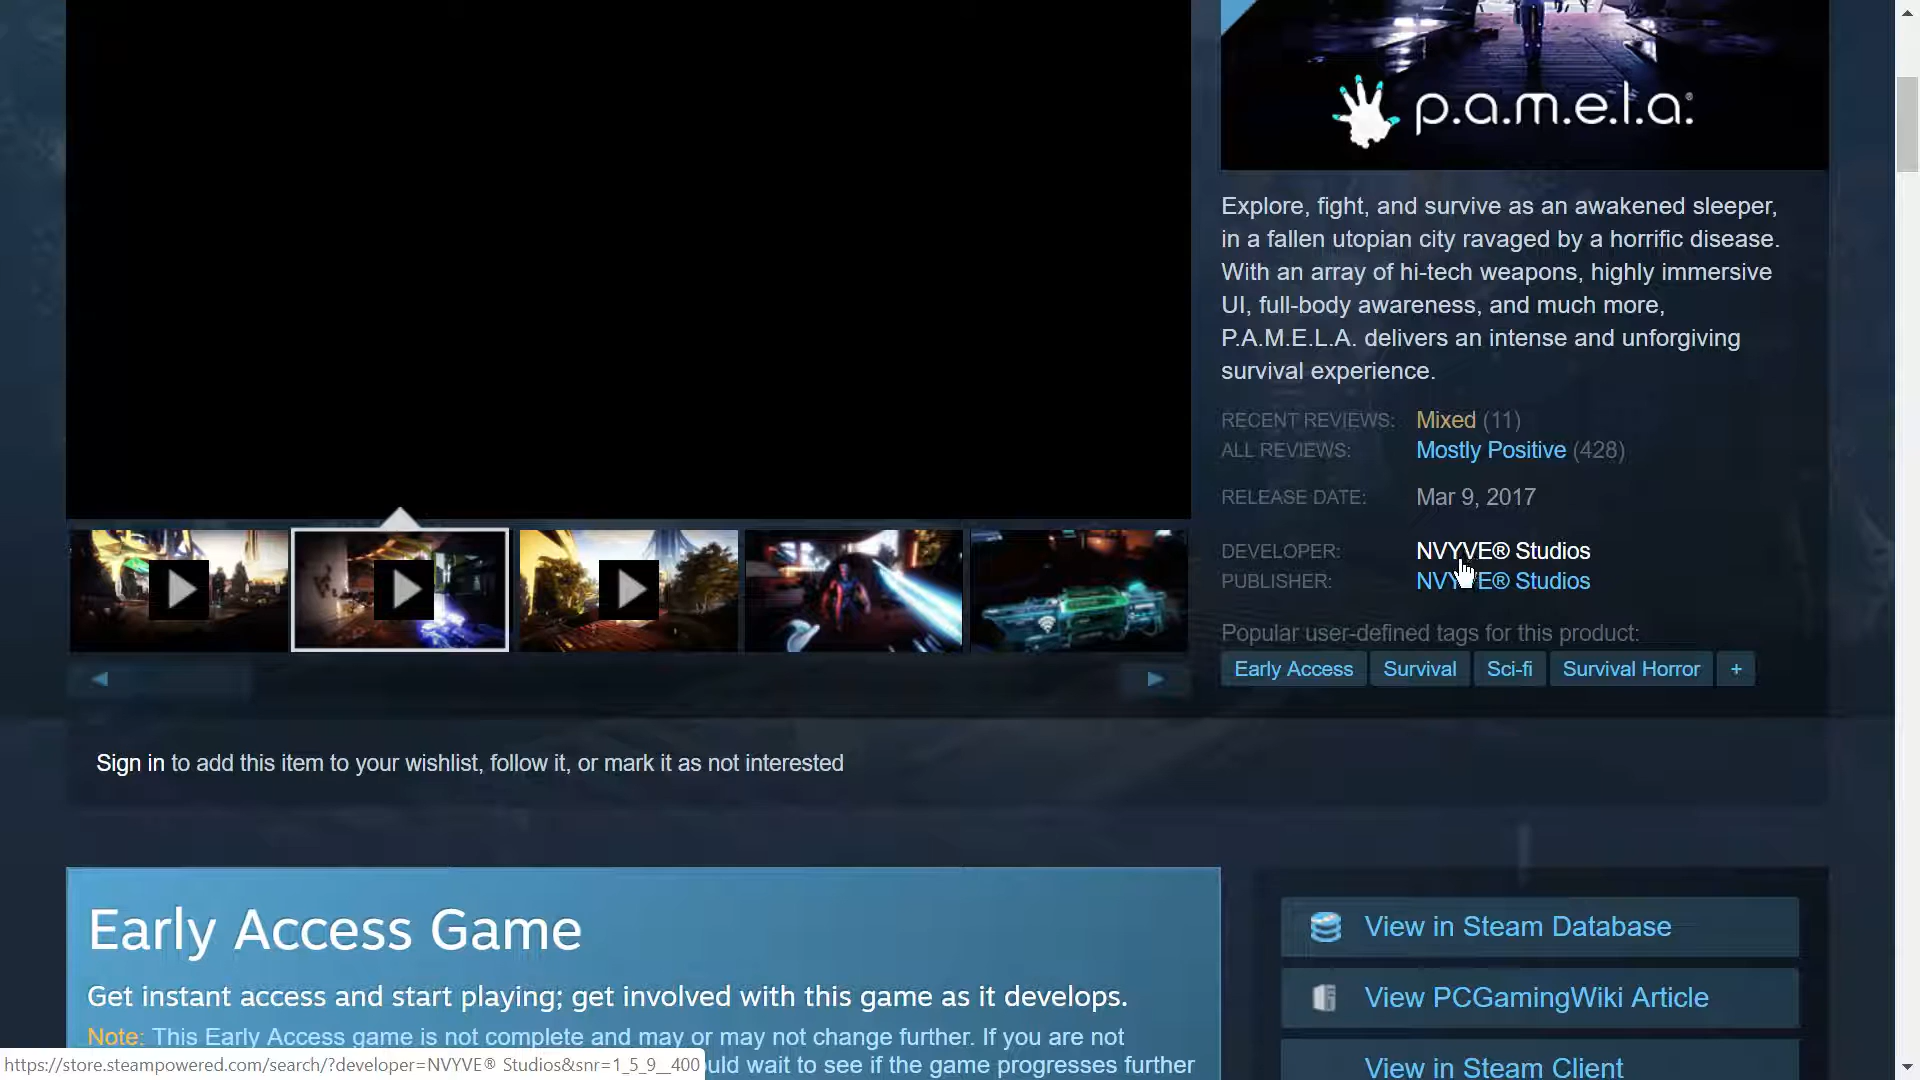 p.a.m.e.l.a.®
Explore, fight, and survive as an awakened sleeper,
in a fallen utopian city ravaged by a horrific disease.
With an array of hi-tech weapons, highly immersive
UI, full-body awareness, and much more,
P.A.M.E.L.A. delivers an intense and unforgiving
survival experience.
RECENT REVIEWS: Mixed (11)
ALL REVIEWS: Mostly Positive (428)
RELEASE DATE: Mar 9, 2017
DEVELOPER: NVYVE® Studios
PUBLISHER: NVYVE® Studios
Popular user-defined tags for this product:
Early Access Survival Sci-fi Survival Horror +
Sign in to add this item to your wishlist, follow it, or mark it as not interested
Early Access Game
Get instant access and start playing; get involved with this game as it develops.
Note: This Early Access game is not complete and may or may not change further. If you are not
wait to see if the game progresses further
https://store.steampowered.com/search/?developer=NVYVE® Studios&snr=1_5_9__400
View in Steam Database
View PCGamingWiki Article
View in Steam Client